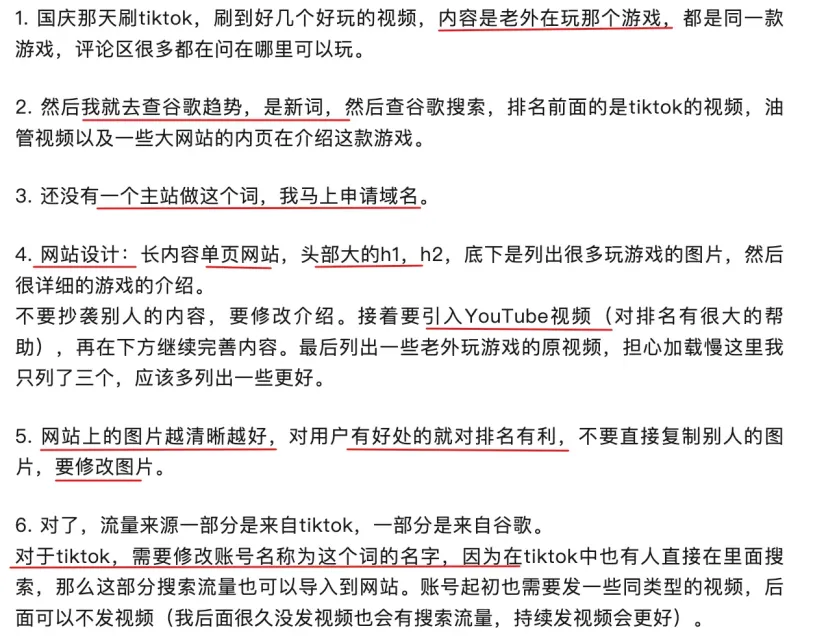 1. 国庆那天刷tiktok，刷到好几个好玩的视频，内容是老外在玩那个游戏，都是同一款
游戏，评论区很多都在问在哪里可以玩。
2. 然后我就去查谷歌趋势，是新词，然后查谷歌搜索，排名前面的是tiktok的视频，油
管视频以及一些大网站的内页在介绍这款游戏。
3. 还没有一个主站做这个词，我马上申请域名。
4. 网站设计：长内容单页网站，头部大的h1，h2，底下是列出很多玩游戏的图片，然后
很详细的游戏的介绍。
不要抄袭别人的内容，要修改介绍。接着要引入YouTube视频（对排名有很大的帮
助），再在下方继续完善内容。最后列出一些老外玩游戏的原视频，担心加载慢这里我
只列了三个，应该多列出一些更好。
5. 网站上的图片越清晰越好，对用户有好处的就对排名有利，不要直接复制别人的图
片，要修改图片。
6. 对了，流量来源一部分是来自tiktok，一部分是来自谷歌。
对于tiktok，需要修改账号名称为这个词的名字，因为在tiktok中也有人直接在里面搜
索，那么这部分搜索流量也可以导入到网站。账号起初也需要发一些同类型的视频，后
面可以不发视频（我后面很久没发视频也会有搜索流量，持续发视频会更好）。